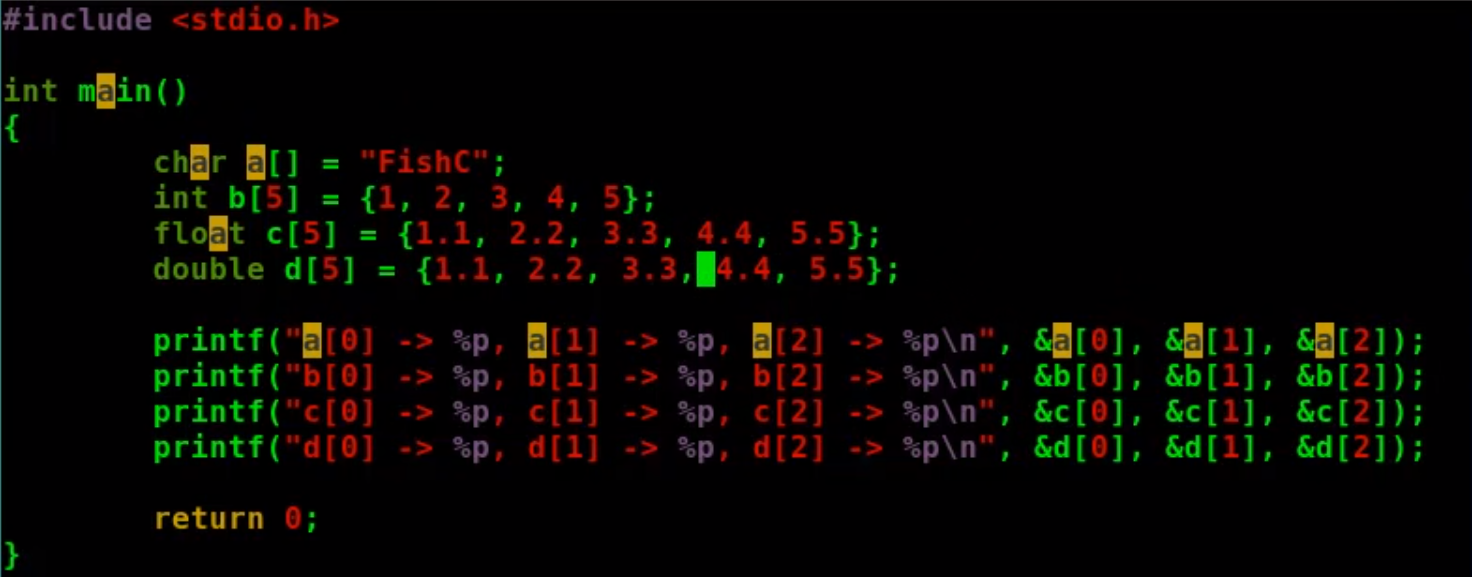 #include <stdio.h>
int main()
{
char a[] = "FishC";
int b[5] = {1, 2, 3, 4, 5};
float c[5] = {1.1, 2.2, 3.3, 4.4, 5.5};
double d[5] = {1.1, 2.2, 3.3, 4.4, 5.5};
printf("a[0] -> %p, a[1] -> %p, a[2] -> %p\n", &a[0], &a[1], &a[2]);
printf("b[0] -> %p, b[1] -> %p, b[2] -> %p\n", &b[0], &b[1], &b[2]);
printf("c[0] -> %p, c[1] -> %p, c[2] -> %p\n", &c[0], &c[1], &c[2]);
printf("d[0] -> %p, d[1] -> %p, d[2] -> %p\n", &d[0], &d[1], &d[2]);
return 0;
}